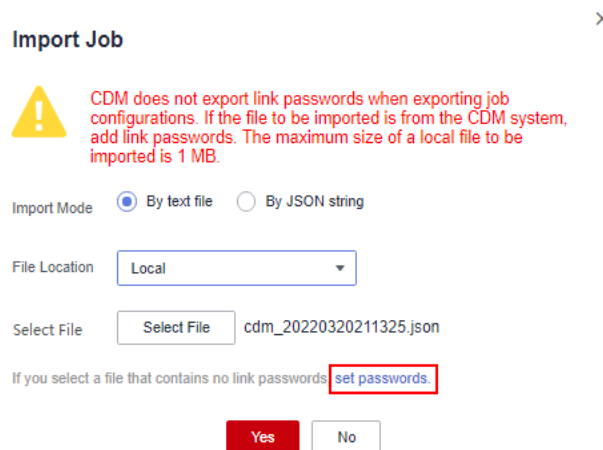 Import Job
CDM does not export link passwords when exporting job
configurations. If the file to be imported is from the CDM system,
add link passwords. The maximum size of a local file to be
imported is 1 MB.
Import Mode By text file By JSON string
File Location Local
Select File Select File cdm_20220320211325.json
If you select a file that contains no link passwords, set passwords.
Yes No